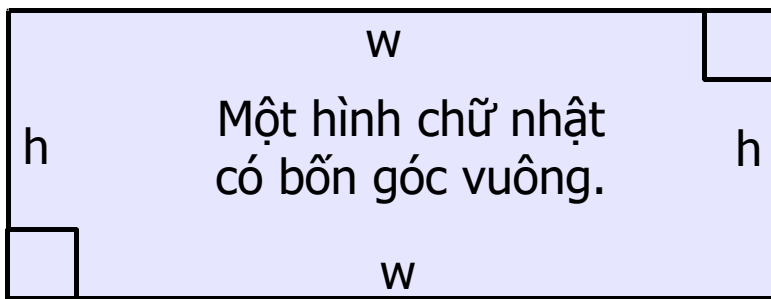 w
h
Một hình chữ nhật
có bốn góc vuông.
h
w